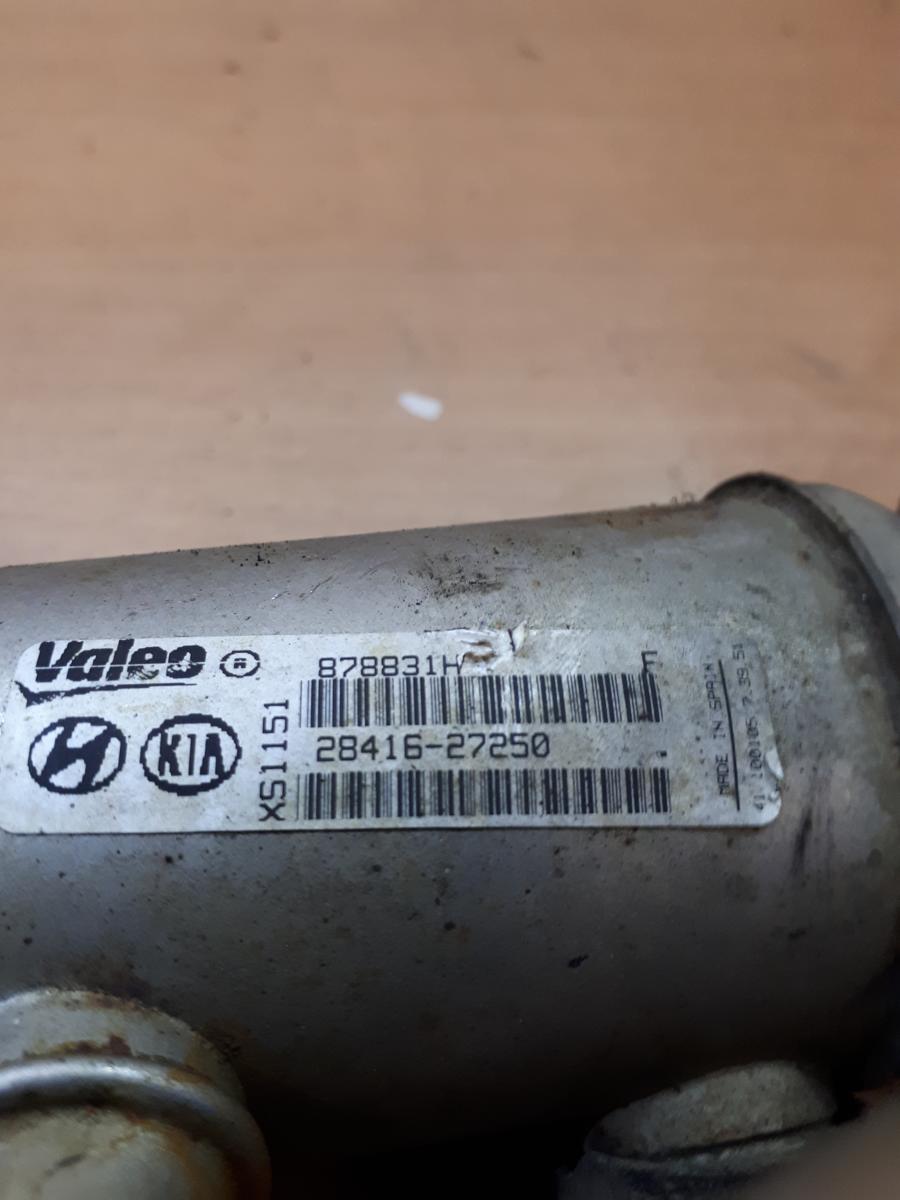 Valeo ®
878831H
F
28416-27250
KIA
XS1151
MADE IN SPAIN